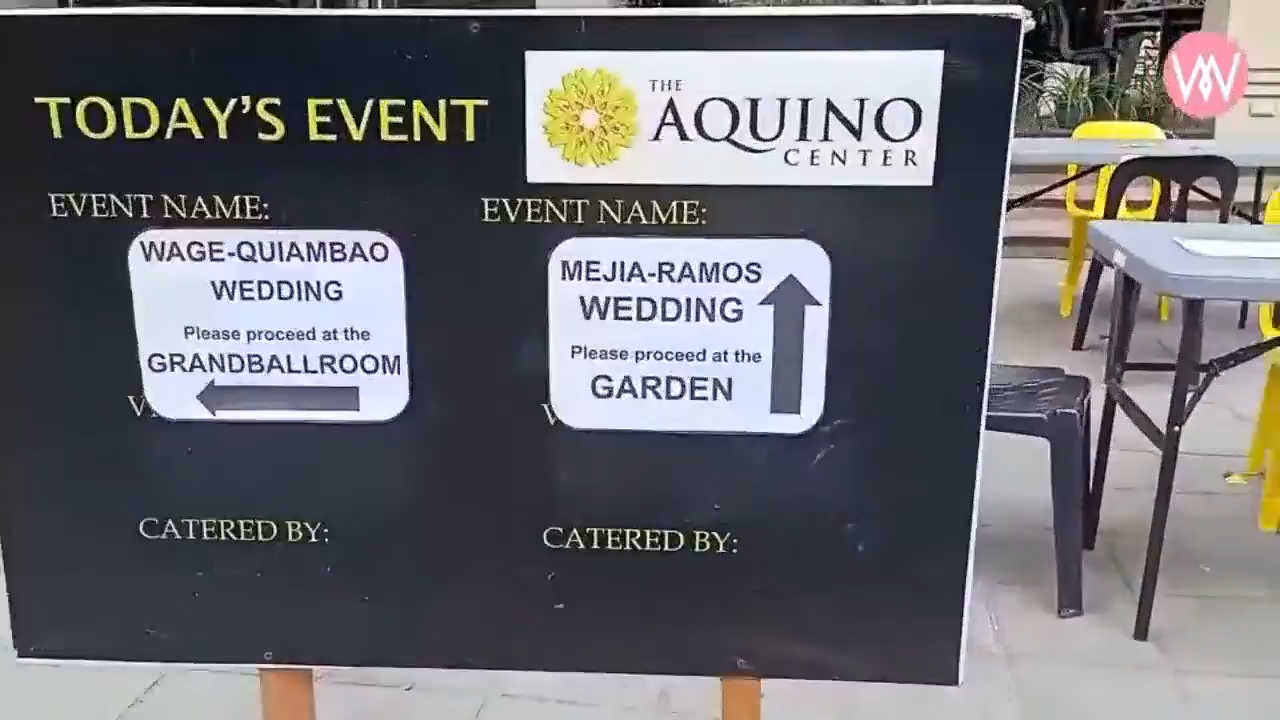 TODAY'S EVENT
THE
AQUINO
CENTER
EVENT NAME:
WAGE-QUIAMBAO
WEDDING
Please proceed at the
GRANDBALLROOM
CATERED BY:
EVENT NAME:
MEJIA-RAMOS
WEDDING
Please proceed at the
GARDEN
CATERED BY: